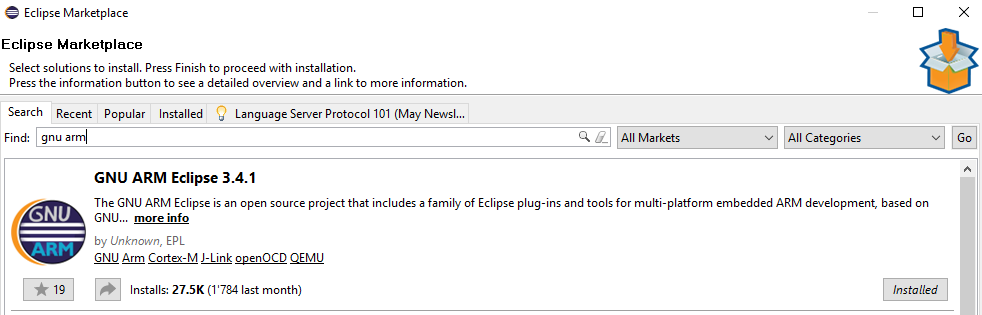 Eclipse Marketplace
Eclipse Marketplace
Select solutions to install. Press Finish to proceed with installation.
Press the information button to see a detailed overview and a link to more information.
Search Recent Popular Installed Language Server Protocol 101 (May Newsl...
Find: gnu arm All Markets All Categories Go
GNU ARM Eclipse 3.4.1
The GNU ARM Eclipse is an open source project that includes a family of Eclipse plug-ins and tools for multi-platform embedded ARM development, based on
GNU... more info
GNU
ARM
by Unknown, EPL
GNU Arm Cortex-M J-Link openOCD QEMU
19 Installs: 27.5K (1'784 last month) Installed